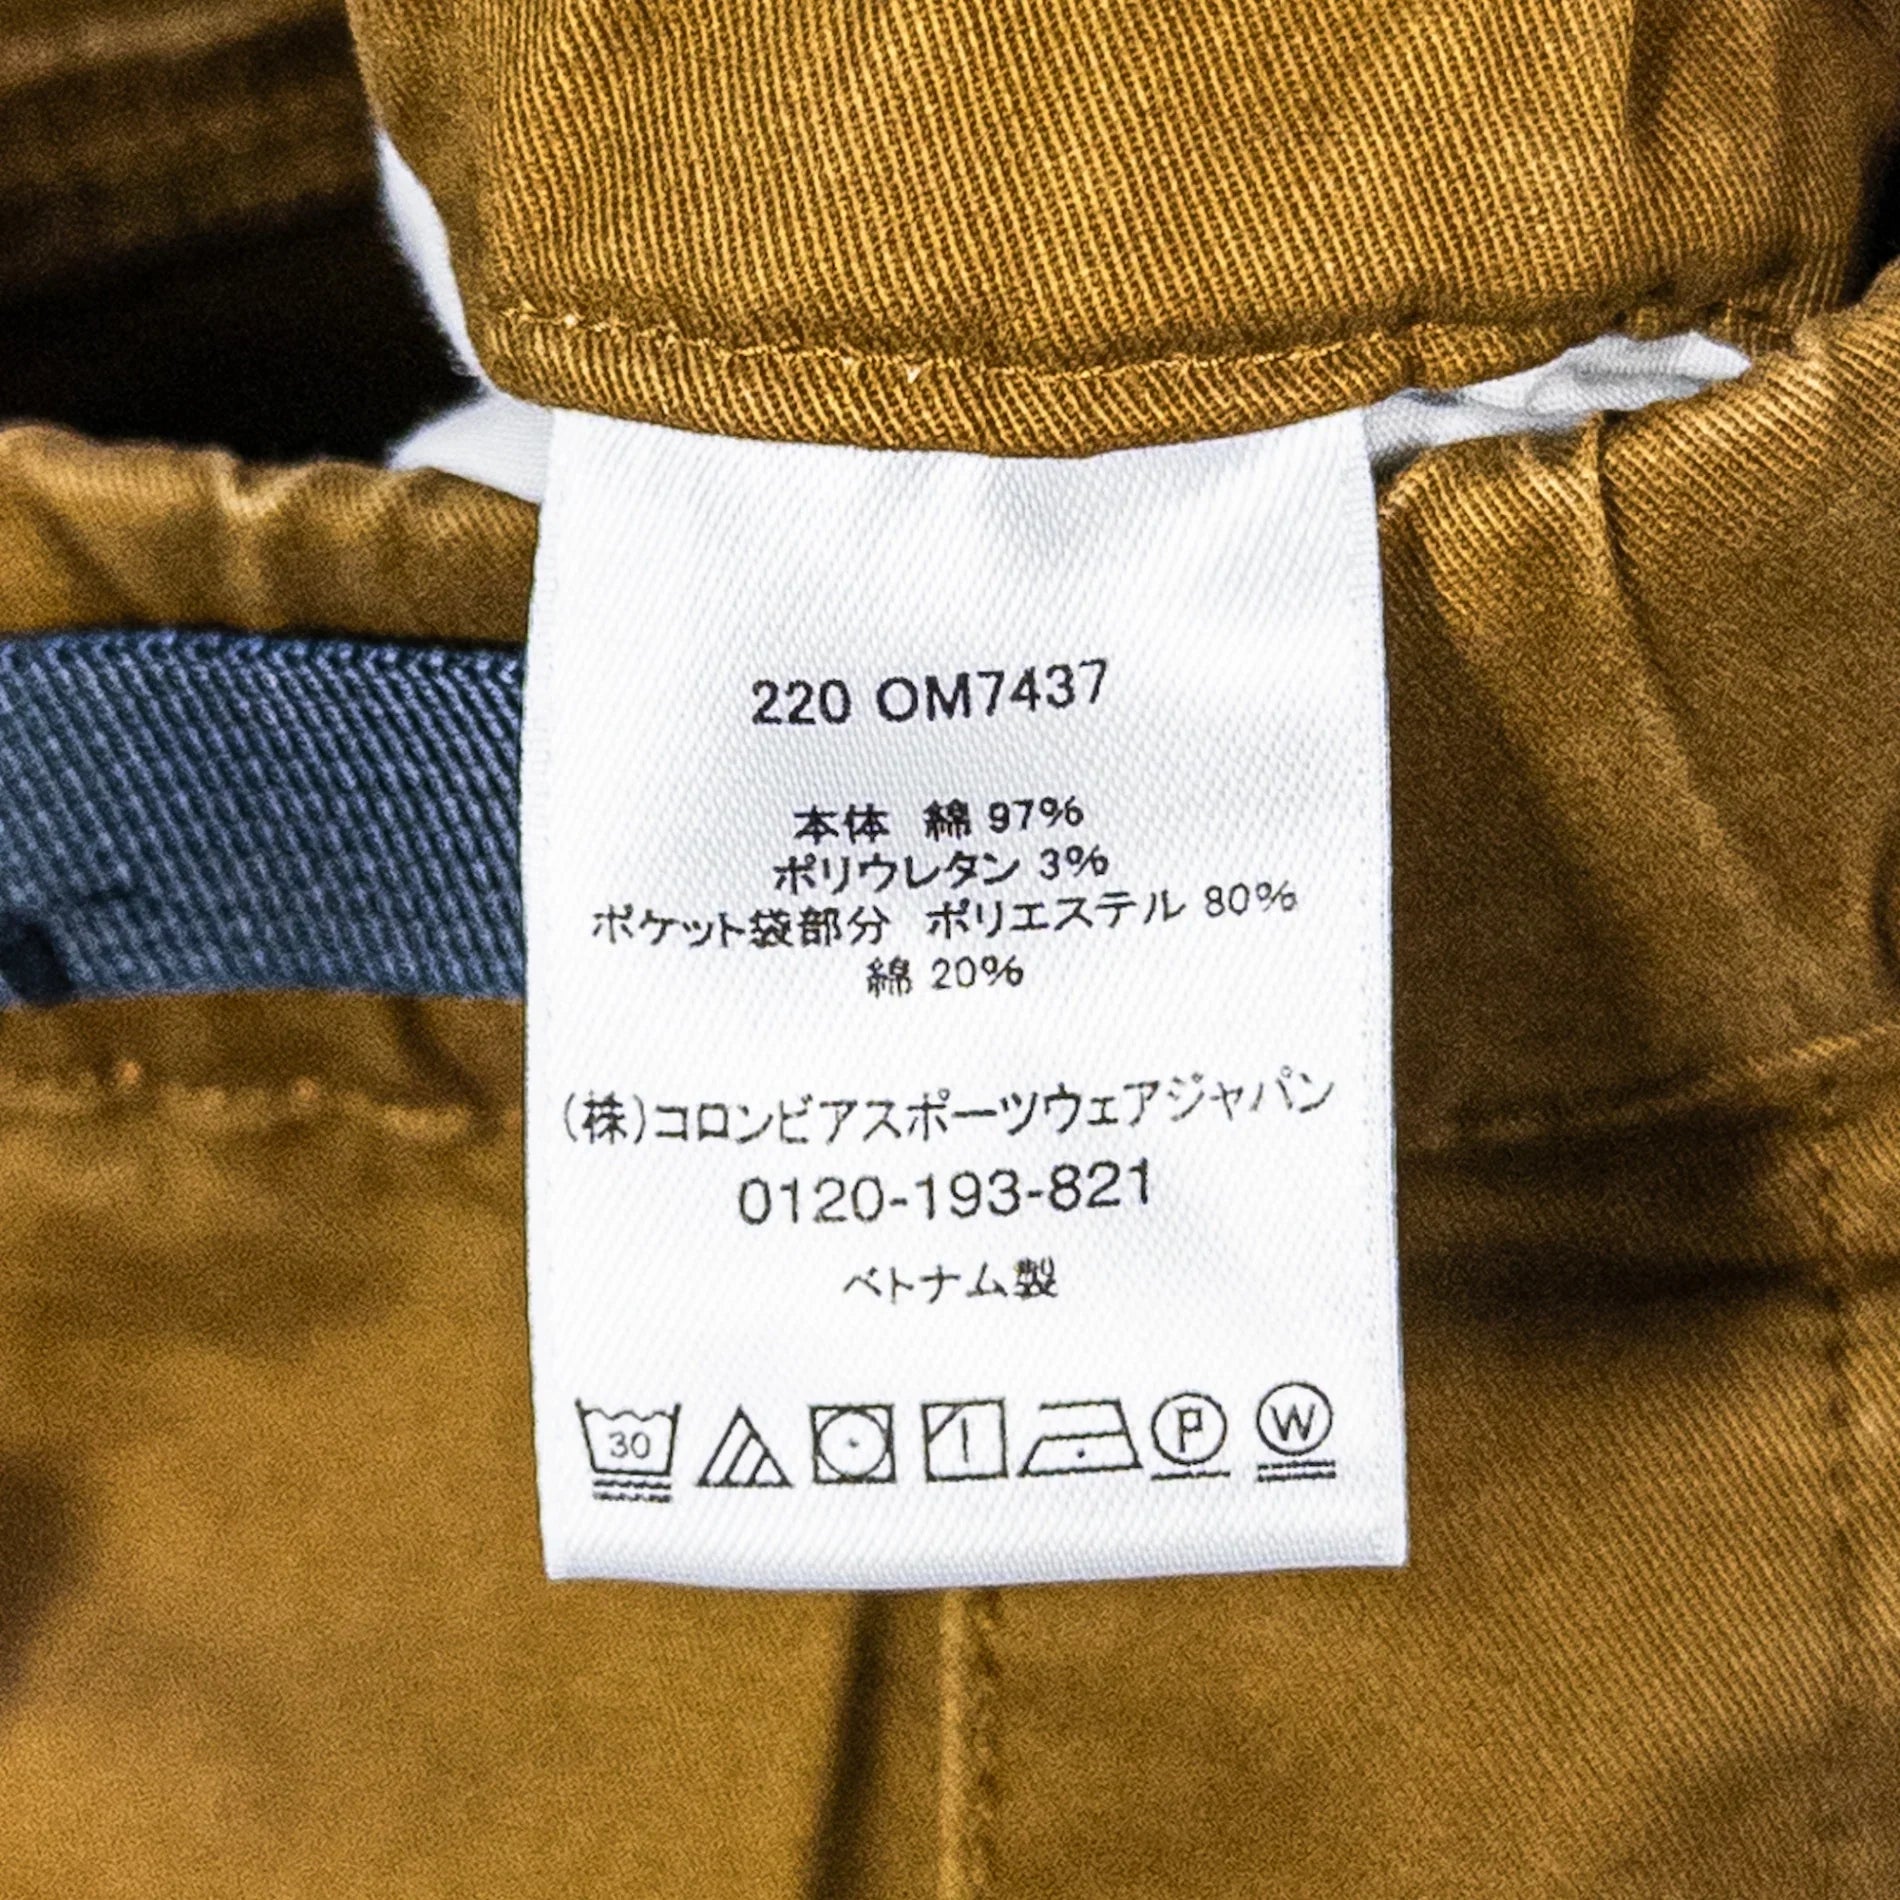 220 OM7437
本体 綿 97%
ポリウレタン 3%
ポケット袋部分 ポリエステル 80%
綿 20%
(株)コロンビアスポーツウェアジャパン
0120-193-821
ベトナム製
30 P W